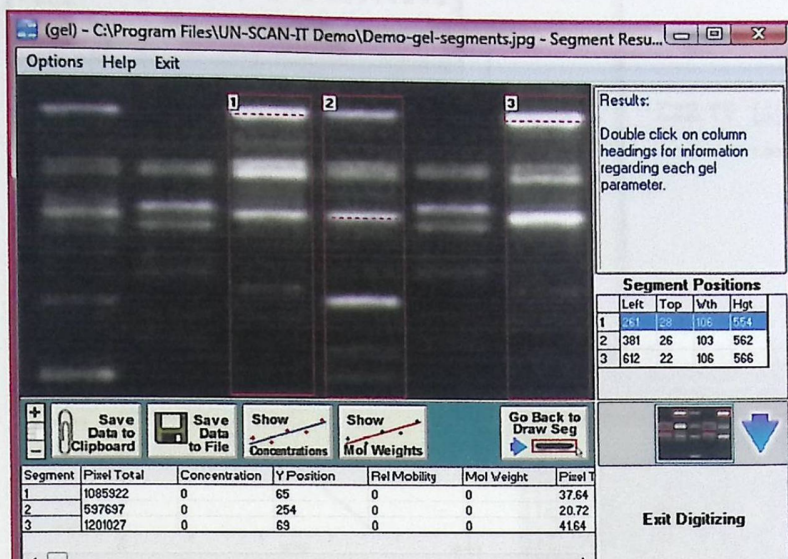 (gel) - C:\Program Files\UN-SCAN-IT Demo\Demo-gel-segments.jpg - Segment Resu...
Options Help Exit
1 2 3
Results:
Double click on column
headings for information
regarding each gel
parameter.
Segment Positions
Left Top Wth Hgt
1 261 28 106 554
2 381 26 103 562
3 612 22 106 566
+
-
Save
Data to
Clipboard
Save
Data
to File
Show
Concentrations
Show
Mol Weights
Go Back to
Draw Seg
Segment Pixel Total Concentration Y Position Rel Mobility Mol Weight Pixel T
1 1085922 0 65 0 0 37.64
2 597697 0 254 0 0 20.72
3 1201027 0 69 0 0 41.64
Exit Digitizing